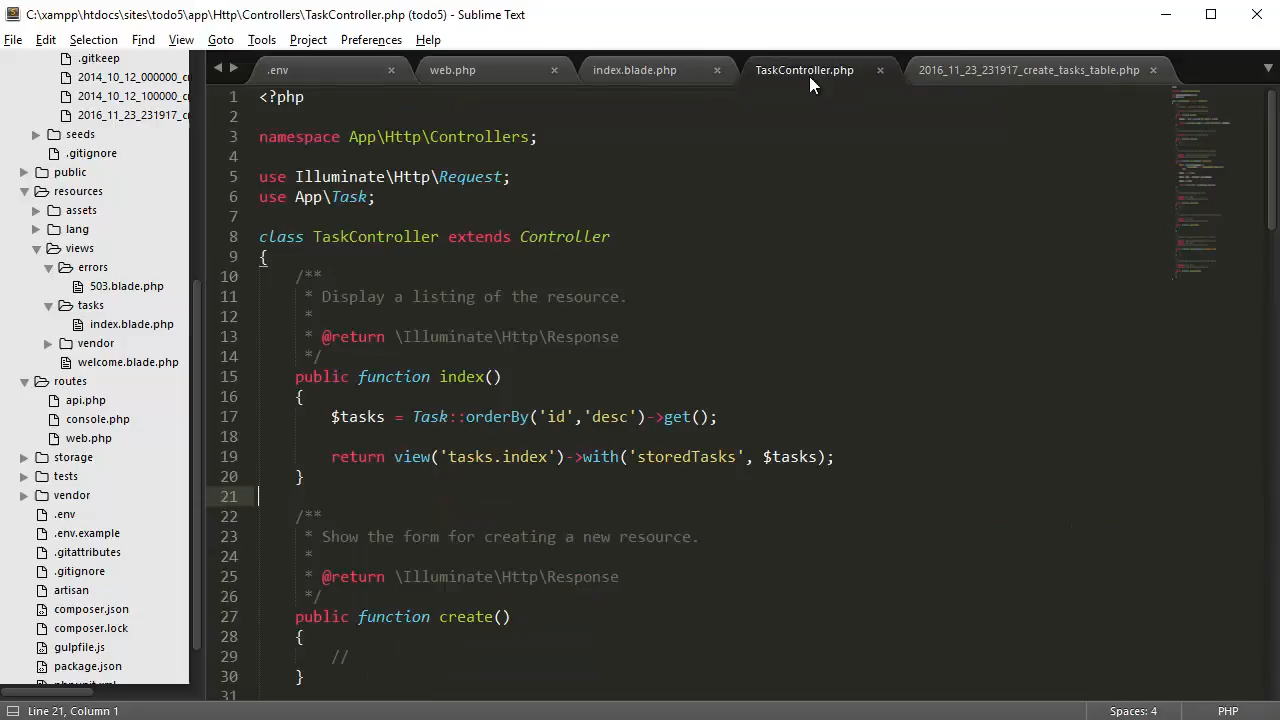 C:\xampp\htdocs\sites\todo5\app\Http\Controllers\TaskController.php (todo5) - Sublime Text
File Edit Selection Find View Goto Tools Project Preferences Help
.gitkeep
2014_10_12_000000_c
2014_10_12_100000_c
2016_11_23_231917_c
seeds
.gitignore
public
resources
assets
lang
views
errors
503.blade.php
tasks
index.blade.php
vendor
welcome.blade.php
routes
api.php
console.php
web.php
storage
tests
vendor
.env
.env.example
.gitattributes
.gitignore
artisan
composer.json
composer.lock
gulpfile.js
package.json
.env web.php index.blade.php TaskController.php 2016_11_23_231917_create_tasks_table.php
1 <?php
2
3 namespace App\Http\Controllers;
4
5 use Illuminate\Http\Request;
6 use App\Task;
7
8 class TaskController extends Controller
9 {
10 /**
11 * Display a listing of the resource.
12 *
13 * @return \Illuminate\Http\Response
14 */
15 public function index()
16 {
17 $tasks = Task::orderBy('id','desc')->get();
18
19 return view('tasks.index')->with('storedTasks', $tasks);
20 }
21
22 /**
23 * Show the form for creating a new resource.
24 *
25 * @return \Illuminate\Http\Response
26 */
27 public function create()
28 {
29 //
30 }
31
Line 21, Column 1 Spaces: 4 PHP